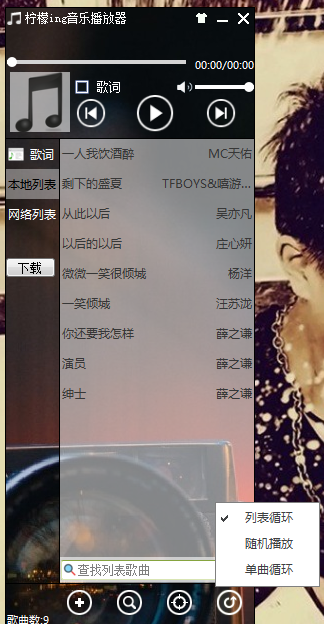 柠檬ing音乐播放器
00:00/00:00
歌词
歌词
本地列表
网络列表
下载
一人我饮酒醉 MC天佑
剩下的盛夏 TFBOYS&嘻游...
从此以后 吴亦凡
以后的以后 庄心妍
微微一笑很倾城 杨洋
一笑倾城 汪苏泷
你还要我怎样 薛之谦
演员 薛之谦
绅士 薛之谦
列表循环
随机播放
单曲循环
查找列表歌曲
歌曲数:9